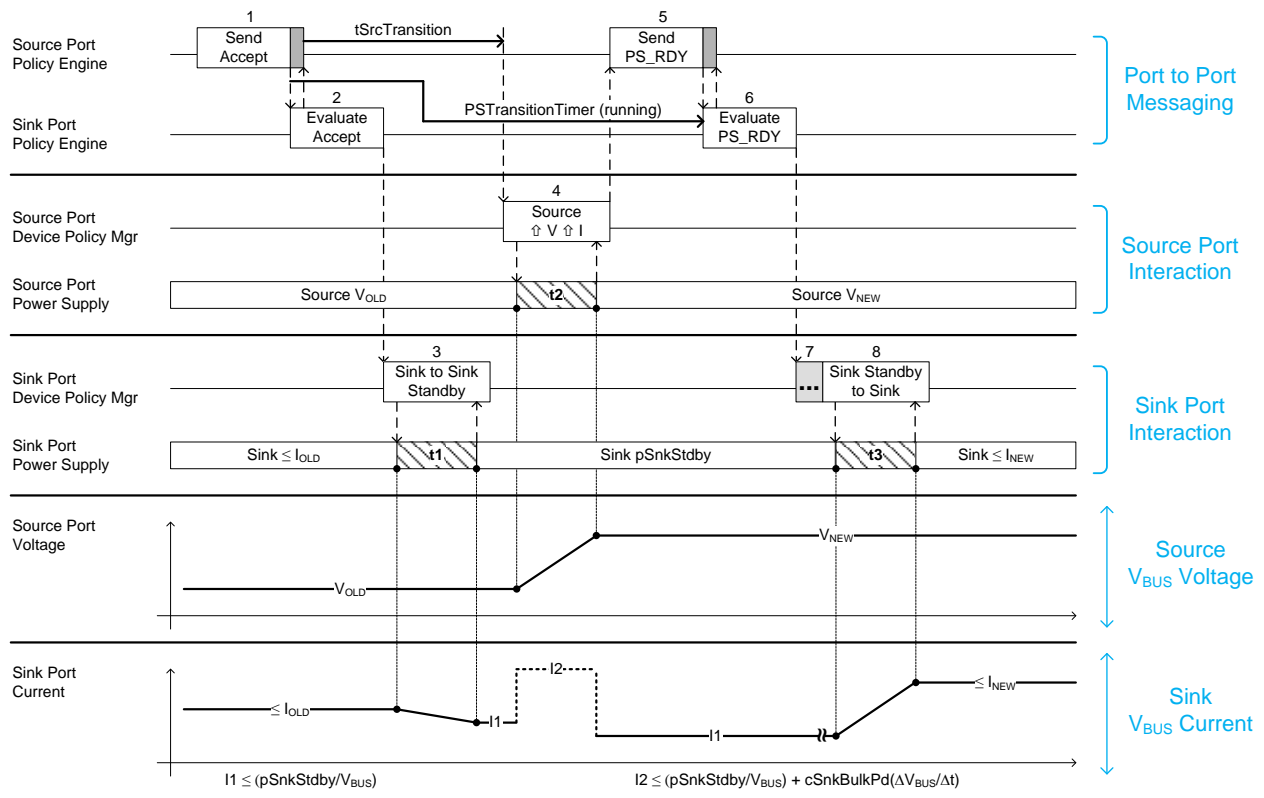 1
5
Source Port
Policy Engine
Send
Accept
tSrcTransition
Send
PS_RDY
Port to Port
Messaging
2
6
Sink Port
Policy Engine
Evaluate
Accept
PSTransitionTimer (running)
Evaluate
PS_RDY
4
Source Port
Device Policy Mgr
Source
⇧ V ⇧ I
Source Port
Interaction
Source Port
Power Supply
Source VOLD
t2
Source VNEW
3
7
8
Sink Port
Device Policy Mgr
Sink to Sink
Standby
...
Sink Standby
to Sink
Sink Port
Interaction
Sink Port
Power Supply
Sink ≤ IOLD
t1
Sink pSnkStdby
t3
Sink ≤ INEW
Source Port
Voltage
VOLD
VNEW
Source
VBUS Voltage
Sink Port
Current
≤ IOLD
I1
I2
I1
≤ INEW
Sink
VBUS Current
I1 ≤ (pSnkStdby/VBUS)
I2 ≤ (pSnkStdby/VBUS) + cSnkBulkPd(ΔVBUS/Δt)